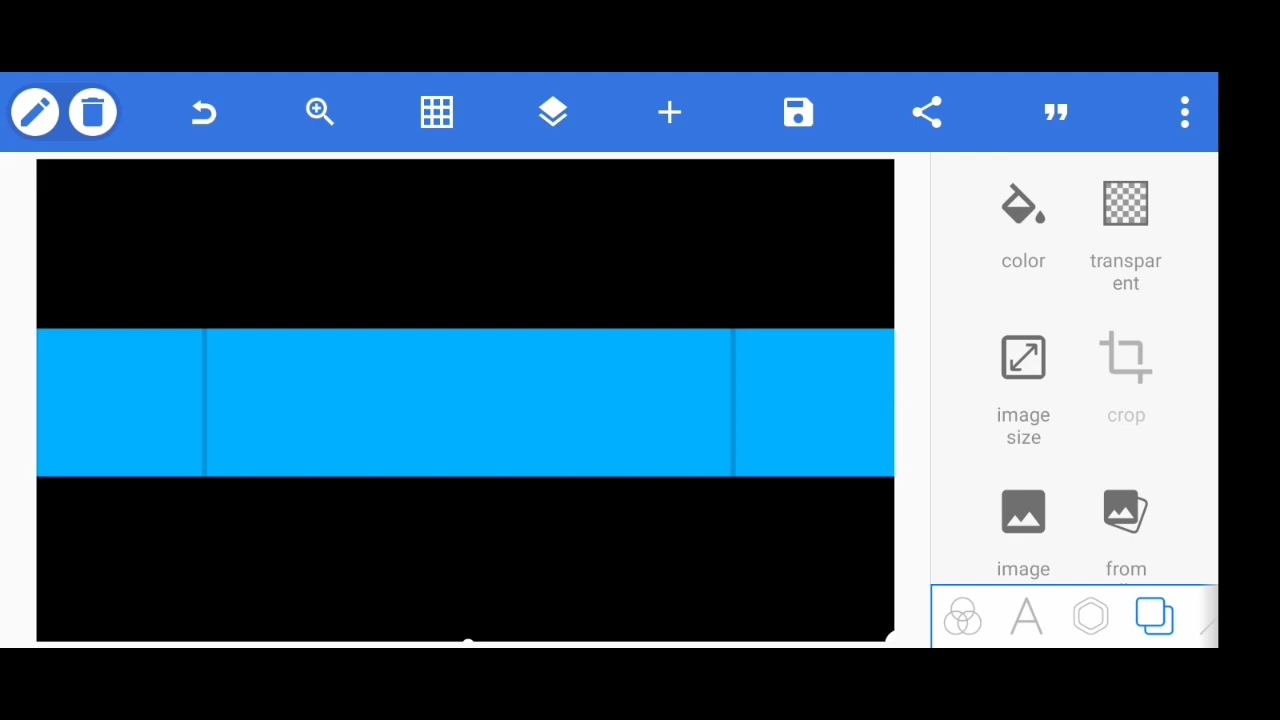 color
transpar
ent
image
size
crop
image
from